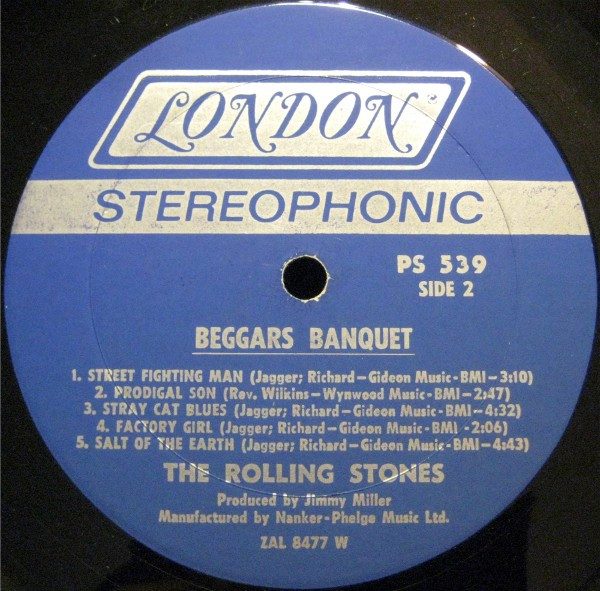 LONDON
STEREOPHONIC
PS 539
SIDE 2
BEGGARS BANQUET
1. STREET FIGHTING MAN (Jagger; Richard-Gideon Music-BMI-3:10)
2. PRODIGAL SON (Rev. Wilkins-Wynwood Music-BMI-2:47)
3. STRAY CAT BLUES (Jagger; Richard-Gideon Music-BMI-4:32)
4. FACTORY GIRL (Jagger; Richard-Gideon Music-BMI -2:06)
5. SALT OF THE EARTH (Jagger; Richard-Gideon Music-BMI-4:43)
THE ROLLING STONES
Produced by Jimmy Miller
Manufactured by Nanker-Phelge Music Ltd.
ZAL 8477 W